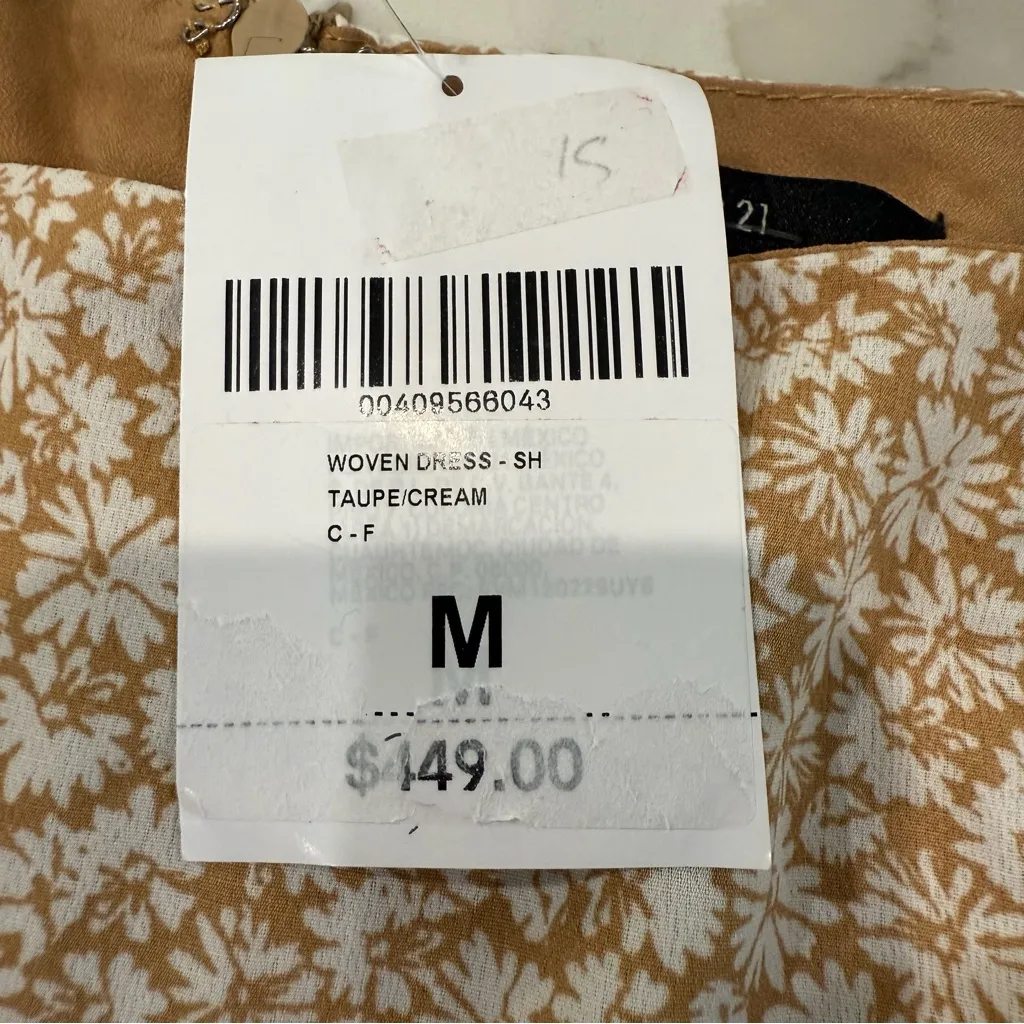 15
21
00409566043
WOVEN DRESS - SH
TAUPE/CREAM
C - F
M
$449.00